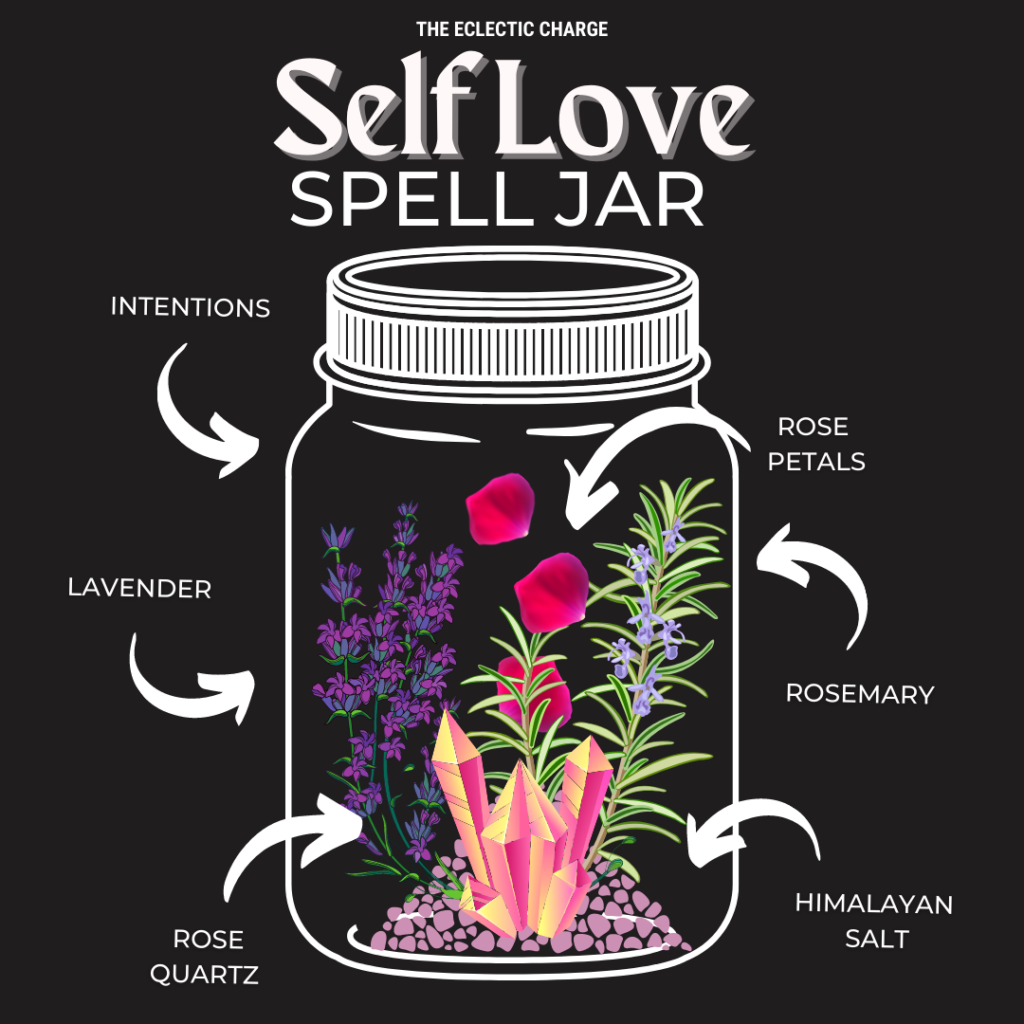 THE ECLECTIC CHARGE
Self Love
SPELL JAR
INTENTIONS
ROSE
PETALS
LAVENDER
ROSEMARY
HIMALAYAN
SALT
ROSE
QUARTZ